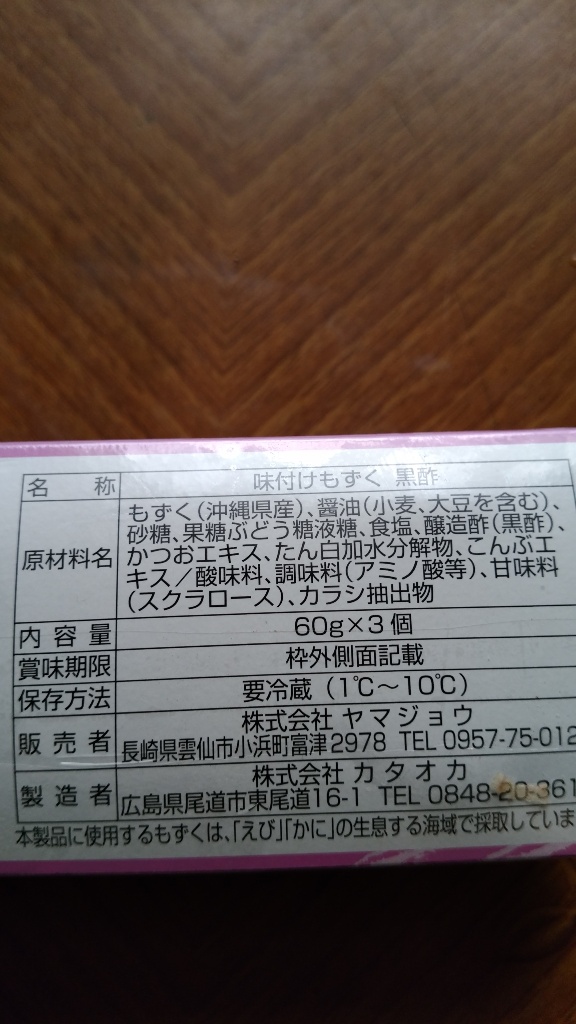 名称 味付けもずく 黒酢
原材料名 もずく(沖縄県産)、醤油(小麦、大豆を含む)、
砂糖、果糖ぶどう糖液糖、食塩、醸造酢(黒酢)、
かつおエキス、たん白加水分解物、こんぶエ
キス/酸味料、調味料(アミノ酸等)、甘味料
(スクラロース)、カラシ抽出物
内容量 60g×3個
賞味期限 枠外側面記載
保存方法 要冷蔵(1℃~10℃)
販売者 株式会社 ヤマジョウ
長崎県雲仙市小浜町富津2978 TEL 0957-75-012
製造者 株式会社 カタオカ
広島県尾道市東尾道16-1 TEL 0848-20-361
本製品に使用するもずくは、「えび」「かに」の生息する海域で採取していま